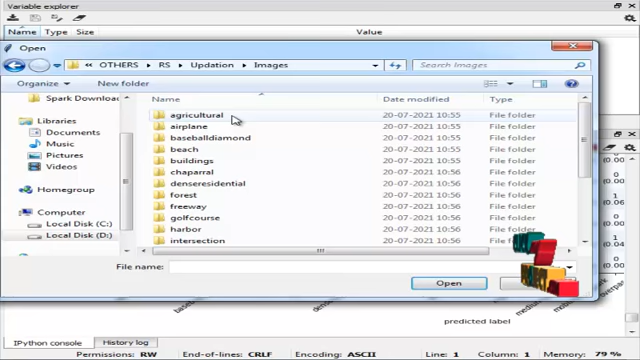 Variable explorer
Name Type Size Value
Open
« OTHERS ▸ RS ▸ Updation ▸ Images
Search Images
Organize New folder
Name Date modified Type
Spark Download
Libraries
Documents
Music
Pictures
Videos
Homegroup
Computer
Local Disk (C:)
Local Disk (D:)
agricultural 20-07-2021 10:55 File folder
airplane 20-07-2021 10:55 File folder
baseballdiamond 20-07-2021 10:55 File folder
beach 20-07-2021 10:55 File folder
buildings 20-07-2021 10:55 File folder
chaparral 20-07-2021 10:56 File folder
denseresidential 20-07-2021 10:56 File folder
forest 20-07-2021 10:56 File folder
freeway 20-07-2021 10:56 File folder
golfcourse 20-07-2021 10:56 File folder
harbor 20-07-2021 10:56 File folder
intersection 20-07-2021 10:56 File folder
File name:
Open
predicted label
IPython console History log
Permissions: RW End-of-lines: CRLF Encoding: ASCII Line: 1 Column: 1 Memory: 79 %